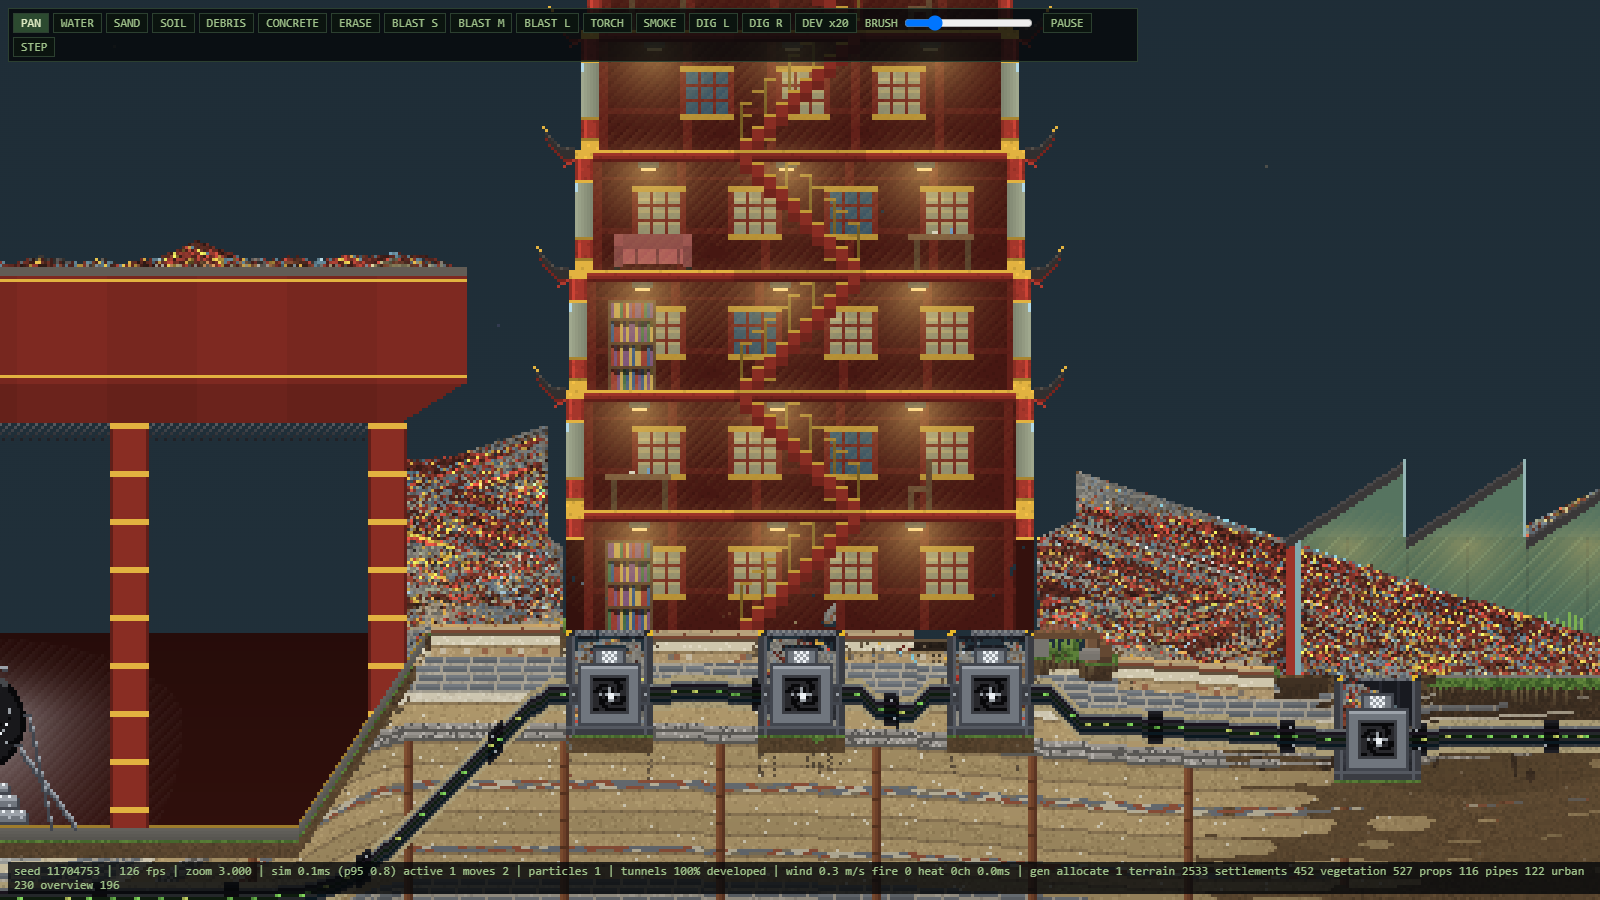 PAN WATER SAND SOIL DEBRIS CONCRETE ERASE BLAST S BLAST M BLAST L TORCH SMOKE DIG L DIG R DEV x20 BRUSH PAUSE
STEP
seed 11704753 | 126 fps | zoom 3.000 | sim 0.1ms (p95 0.8) active 1 moves 2 | particles 1 | tunnels 100% developed | wind 0.3 m/s fire 0 heat 0ch 0.0ms | gen allocate 1 terrain 2533 settlements 452 vegetation 527 props 116 pipes 122 urban
230 overview 196